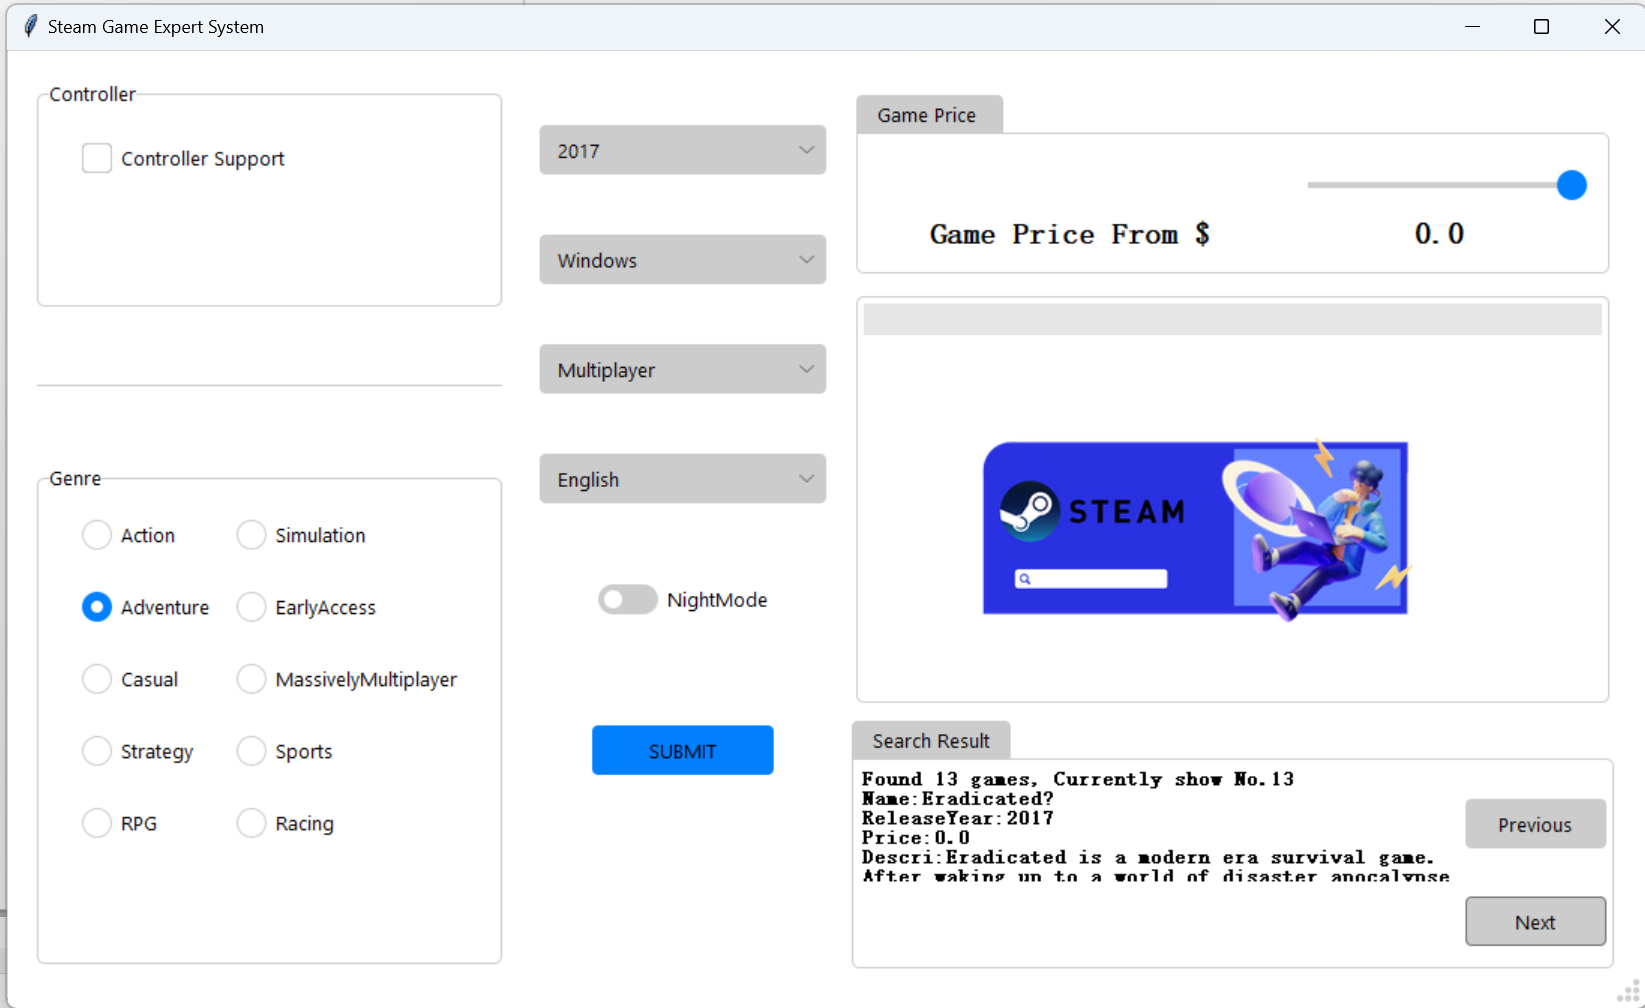 Steam Game Expert System
Controller
Controller Support
Genre
Action
Simulation
Adventure
EarlyAccess
Casual
MassivelyMultiplayer
Strategy
Sports
RPG
Racing
2017
Windows
Multiplayer
English
NightMode
SUBMIT
Game Price
Game Price From $ 0.0
STEAM
Search Result
Found 13 games, Currently show No.13
Name:Eradicated?
ReleaseYear:2017
Price:0.0
Descri:Eradicated is a modern era survival game.
After waking up to a world of disaster apocalypse
Previous
Next